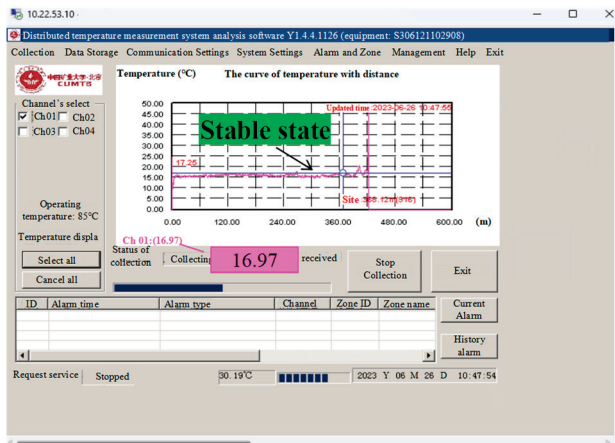 10.22.53.10 ·
Distributed temperature measurement system analysis software Y1.4.4.1126 (equipment: S306121102908)
Collection Data Storage Communication Settings System Settings Alarm and Zone Management Help Exit
CUMTB
Channel's select
Ch01 Ch02
Ch03 Ch04
Operating
temperature: 85℃
Temperature displa
Select all
Cancel all
Temperature (℃) The curve of temperature with distance
Updated time :2023-06-26 10:47:55
50.00
45.00
40.00
35.00
30.00
25.00
20.00
15.00
10.00
5.00
0.00
Stable state
17.25
0.00 120.00 240.00 360.00 480.00 600.00 (m)
Ch 01:(16.97)
Status of
collection
Collecting
16.97
received
Stop
Collection
Exit
ID Alarm time Alarm type Channel Zone ID Zone name
Current
Alarm
History
alarm
Request service Stopped 30.19℃ 2023 Y 06 M 26 D 10:47:54